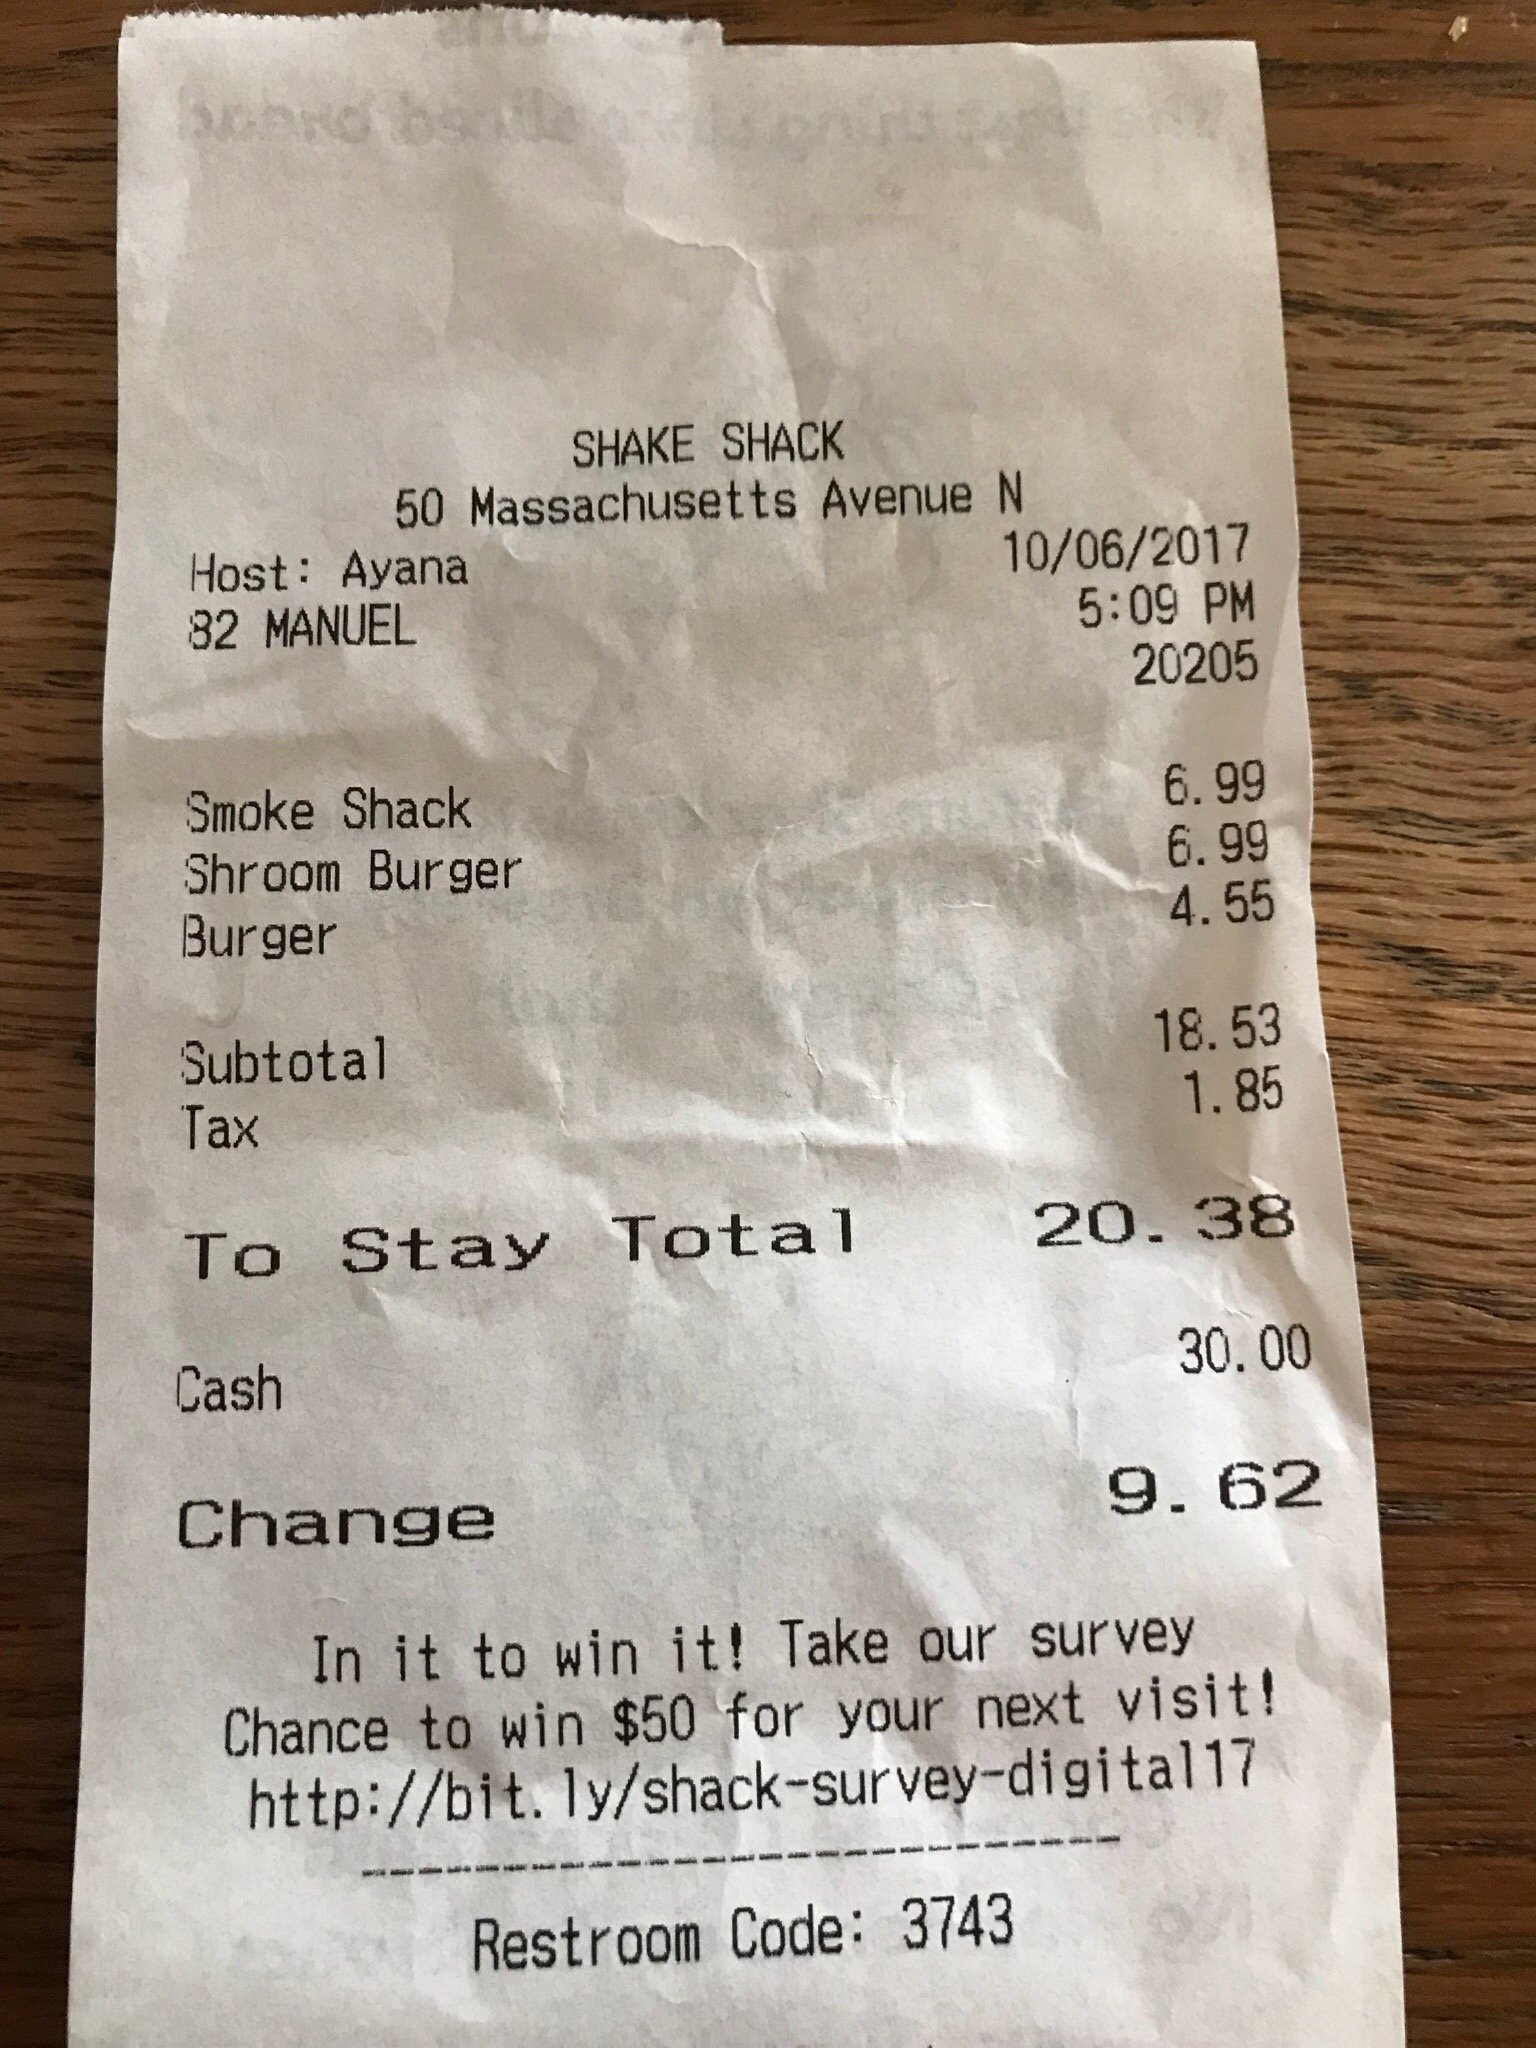 SHAKE SHACK
50 Massachusetts Avenue N
Host: Ayana 10/06/2017
82 MANUEL 5:09 PM
20205
Smoke Shack 6.99
Shroom Burger 6.99
Burger 4.55
Subtotal 18.53
Tax 1.85
To Stay Total 20.38
Cash 30.00
Change 9.62
In it to win it! Take our survey
Chance to win $50 for your next visit!
http://bit.ly/shack-survey-digital17
------------------------------
Restroom Code: 3743